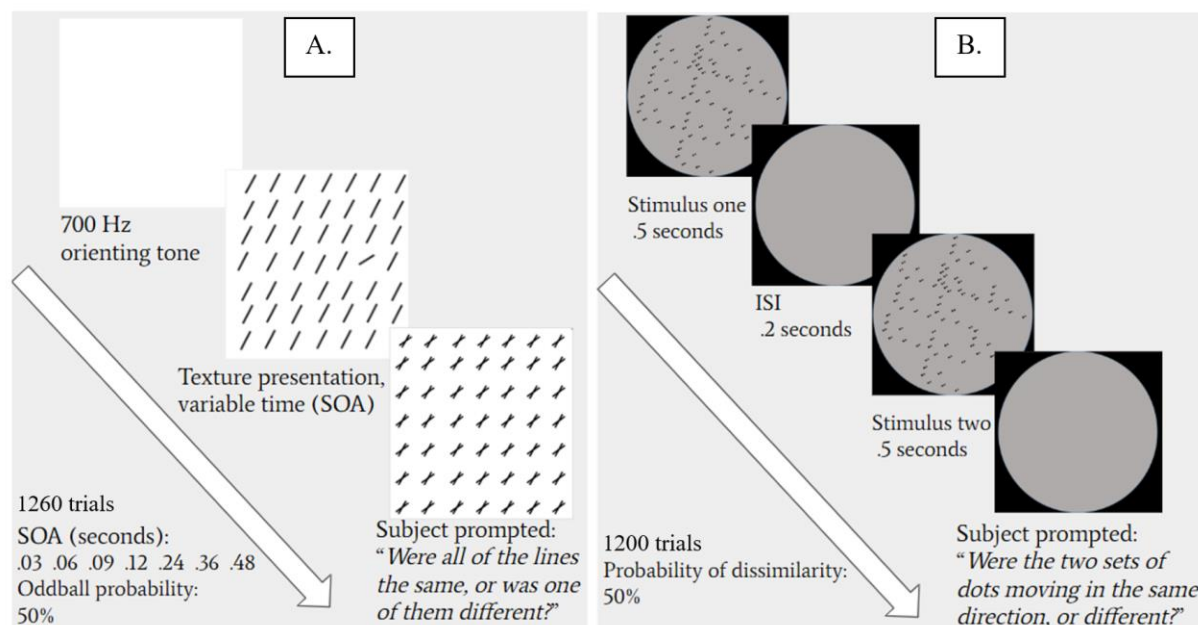 A.
700 Hz
orienting tone
Texture presentation,
variable time (SOA)
1260 trials
SOA (seconds):
.03 .06 .09 .12 .24 .36 .48
Oddball probability:
50%
Subject prompted:
“Were all of the lines
the same, or was one
of them different?”
B.
Stimulus one
.5 seconds
ISI
.2 seconds
Stimulus two
.5 seconds
1200 trials
Probability of dissimilarity:
50%
Subject prompted:
“Were the two sets of
dots moving in the same
direction, or different?”